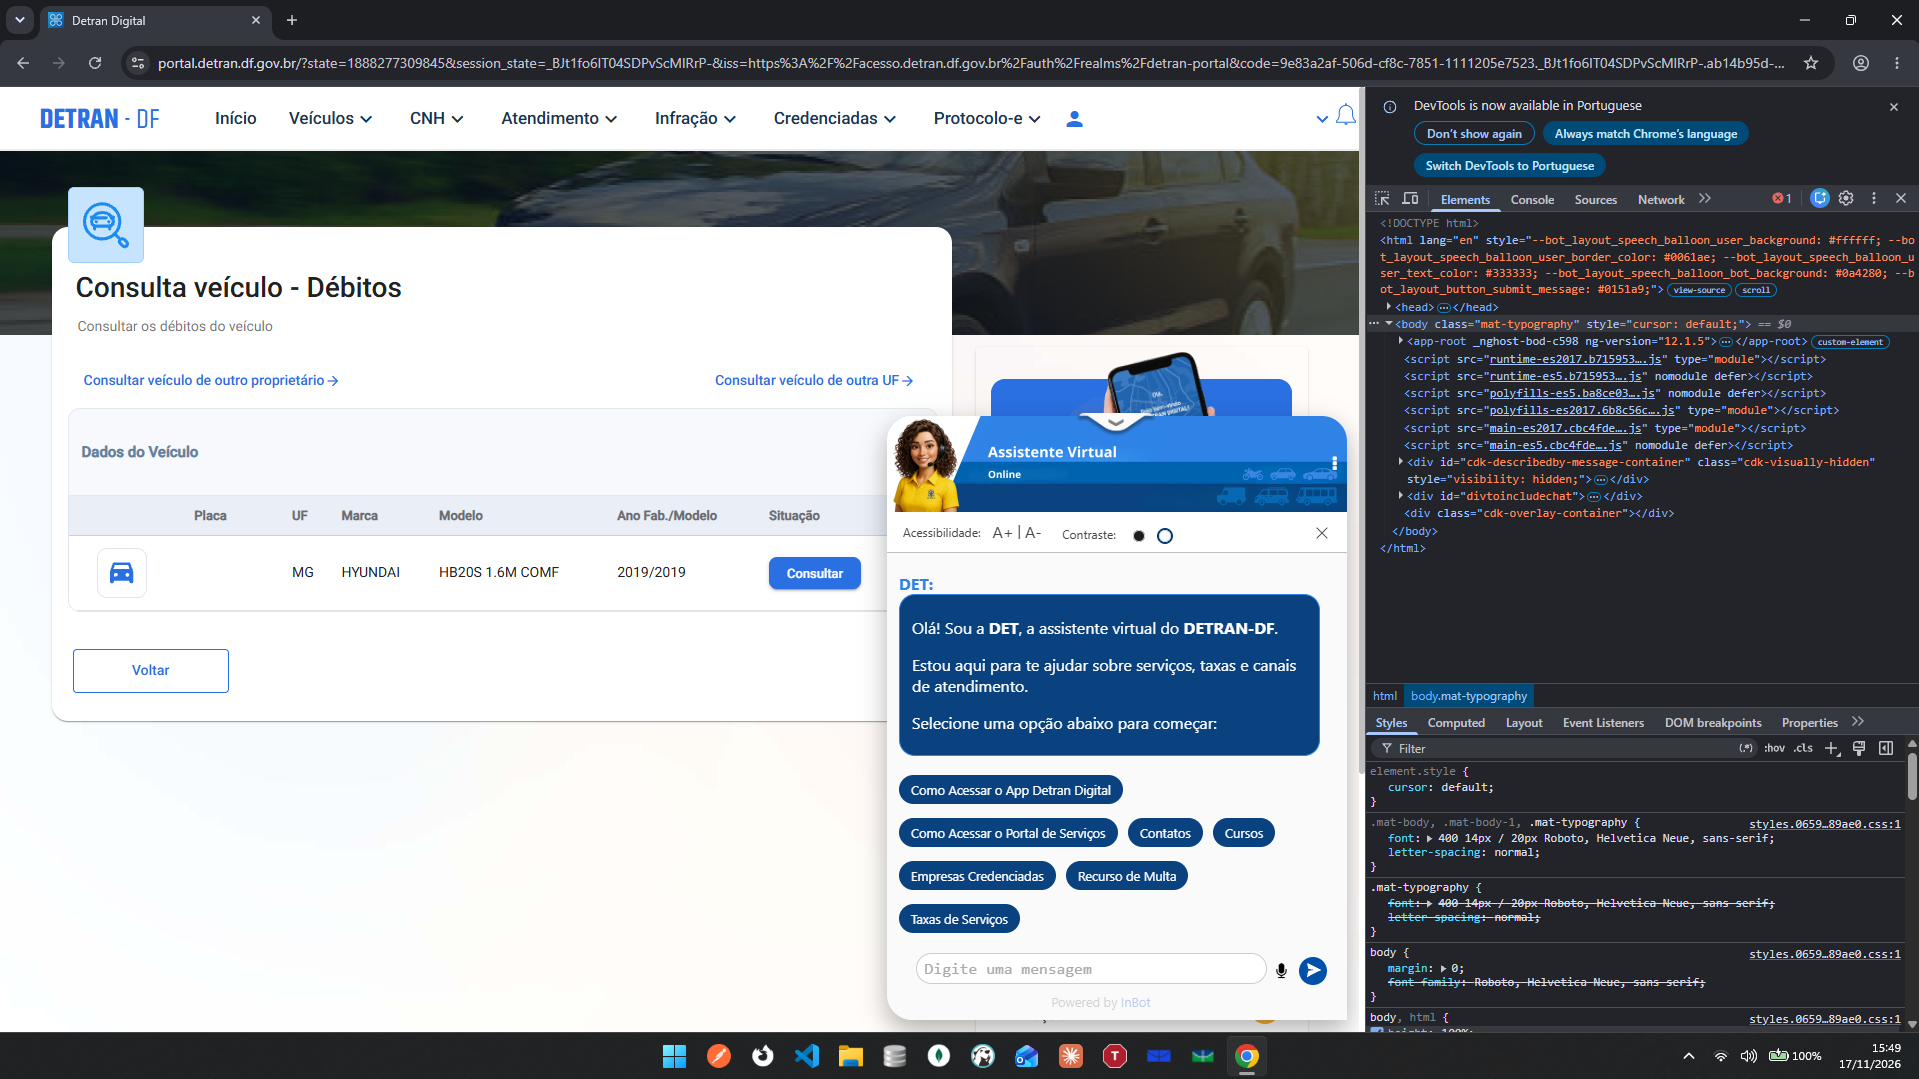 Detran Digital
portal.detran.df.gov.br/?state=1888277309845&session_state=_BJt1fo6IT04SDPvScMIRrP-&iss=https%3A%2F%2Facesso.detran.df.gov.br%2Fauth%2Frealms%2Fdetran-portal&code=9e83a2af-506d-cf8c-7851-1111205e7523._BJt1fo6IT04SDPvScMIRrP-.ab14b95d-...
DETRAN - DF
Início
Veículos
CNH
Atendimento
Infração
Credenciadas
Protocolo-e
Consulta veículo - Débitos
Consultar os débitos do veículo
Consultar veículo de outro proprietário
Consultar veículo de outra UF
Dados do Veículo
Placa UF Marca Modelo Ano Fab./Modelo Situação
MG HYUNDAI HB20S 1.6M COMF 2019/2019 Consultar
Voltar
Assistente Virtual
Online
Acessibilidade: A+ | A- Contraste:
DET:
Olá! Sou a DET, a assistente virtual do DETRAN-DF.
Estou aqui para te ajudar sobre serviços, taxas e canais
de atendimento.
Selecione uma opção abaixo para começar:
Como Acessar o App Detran Digital
Como Acessar o Portal de Serviços
Contatos
Cursos
Empresas Credenciadas
Recurso de Multa
Taxas de Serviços
Digite uma mensagem
Powered by InBot
DevTools is now available in Portuguese
Don't show again
Always match Chrome's language
Switch DevTools to Portuguese
Elements Console Sources Network 1
<!DOCTYPE html>
<html lang="en" style="--bot_layout_speech_balloon_user_background: #ffffff; --bo
t_layout_speech_balloon_user_border_color: #0061ae; --bot_layout_speech_balloon_u
ser_text_color: #333333; --bot_layout_speech_balloon_bot_background: #0a4280; --b
ot_layout_button_submit_message: #0151a9;"> view-source scroll
<head>…</head>
<body class="mat-typography" style="cursor: default;"> == $0
<app-root _nghost-bod-c598 ng-version="12.1.5">…</app-root> custom-element
<script src="runtime-es2017.b715953….js" type="module"></script>
<script src="runtime-es5.b715953….js" nomodule defer></script>
<script src="polyfills-es5.ba8ce03….js" nomodule defer></script>
<script src="polyfills-es2017.6b8c56c….js" type="module"></script>
<script src="main-es2017.cbc4fde….js" type="module"></script>
<script src="main-es5.cbc4fde….js" nomodule defer></script>
<div id="cdk-describedby-message-container" class="cdk-visually-hidden"
style="visibility: hidden;">…</div>
<div id="divtoincludechat">…</div>
<div class="cdk-overlay-container"></div>
</body>
</html>
html body.mat-typography
Styles Computed Layout Event Listeners DOM breakpoints Properties
Filter (.*) :hov .cls
element.style {
cursor: default;
}
.mat-body, .mat-body-1, .mat-typography { styles.0659…89ae0.css:1
font: 400 14px / 20px Roboto, Helvetica Neue, sans-serif;
letter-spacing: normal;
}
.mat-typography {
font: 400 14px / 20px Roboto, Helvetica Neue, sans-serif;
letter-spacing: normal;
}
body { styles.0659…89ae0.css:1
margin: 0;
font-family: Roboto, Helvetica Neue, sans-serif;
}
body, html { styles.0659…89ae0.css:1
height: 100%;
100%
15:49
17/11/2026